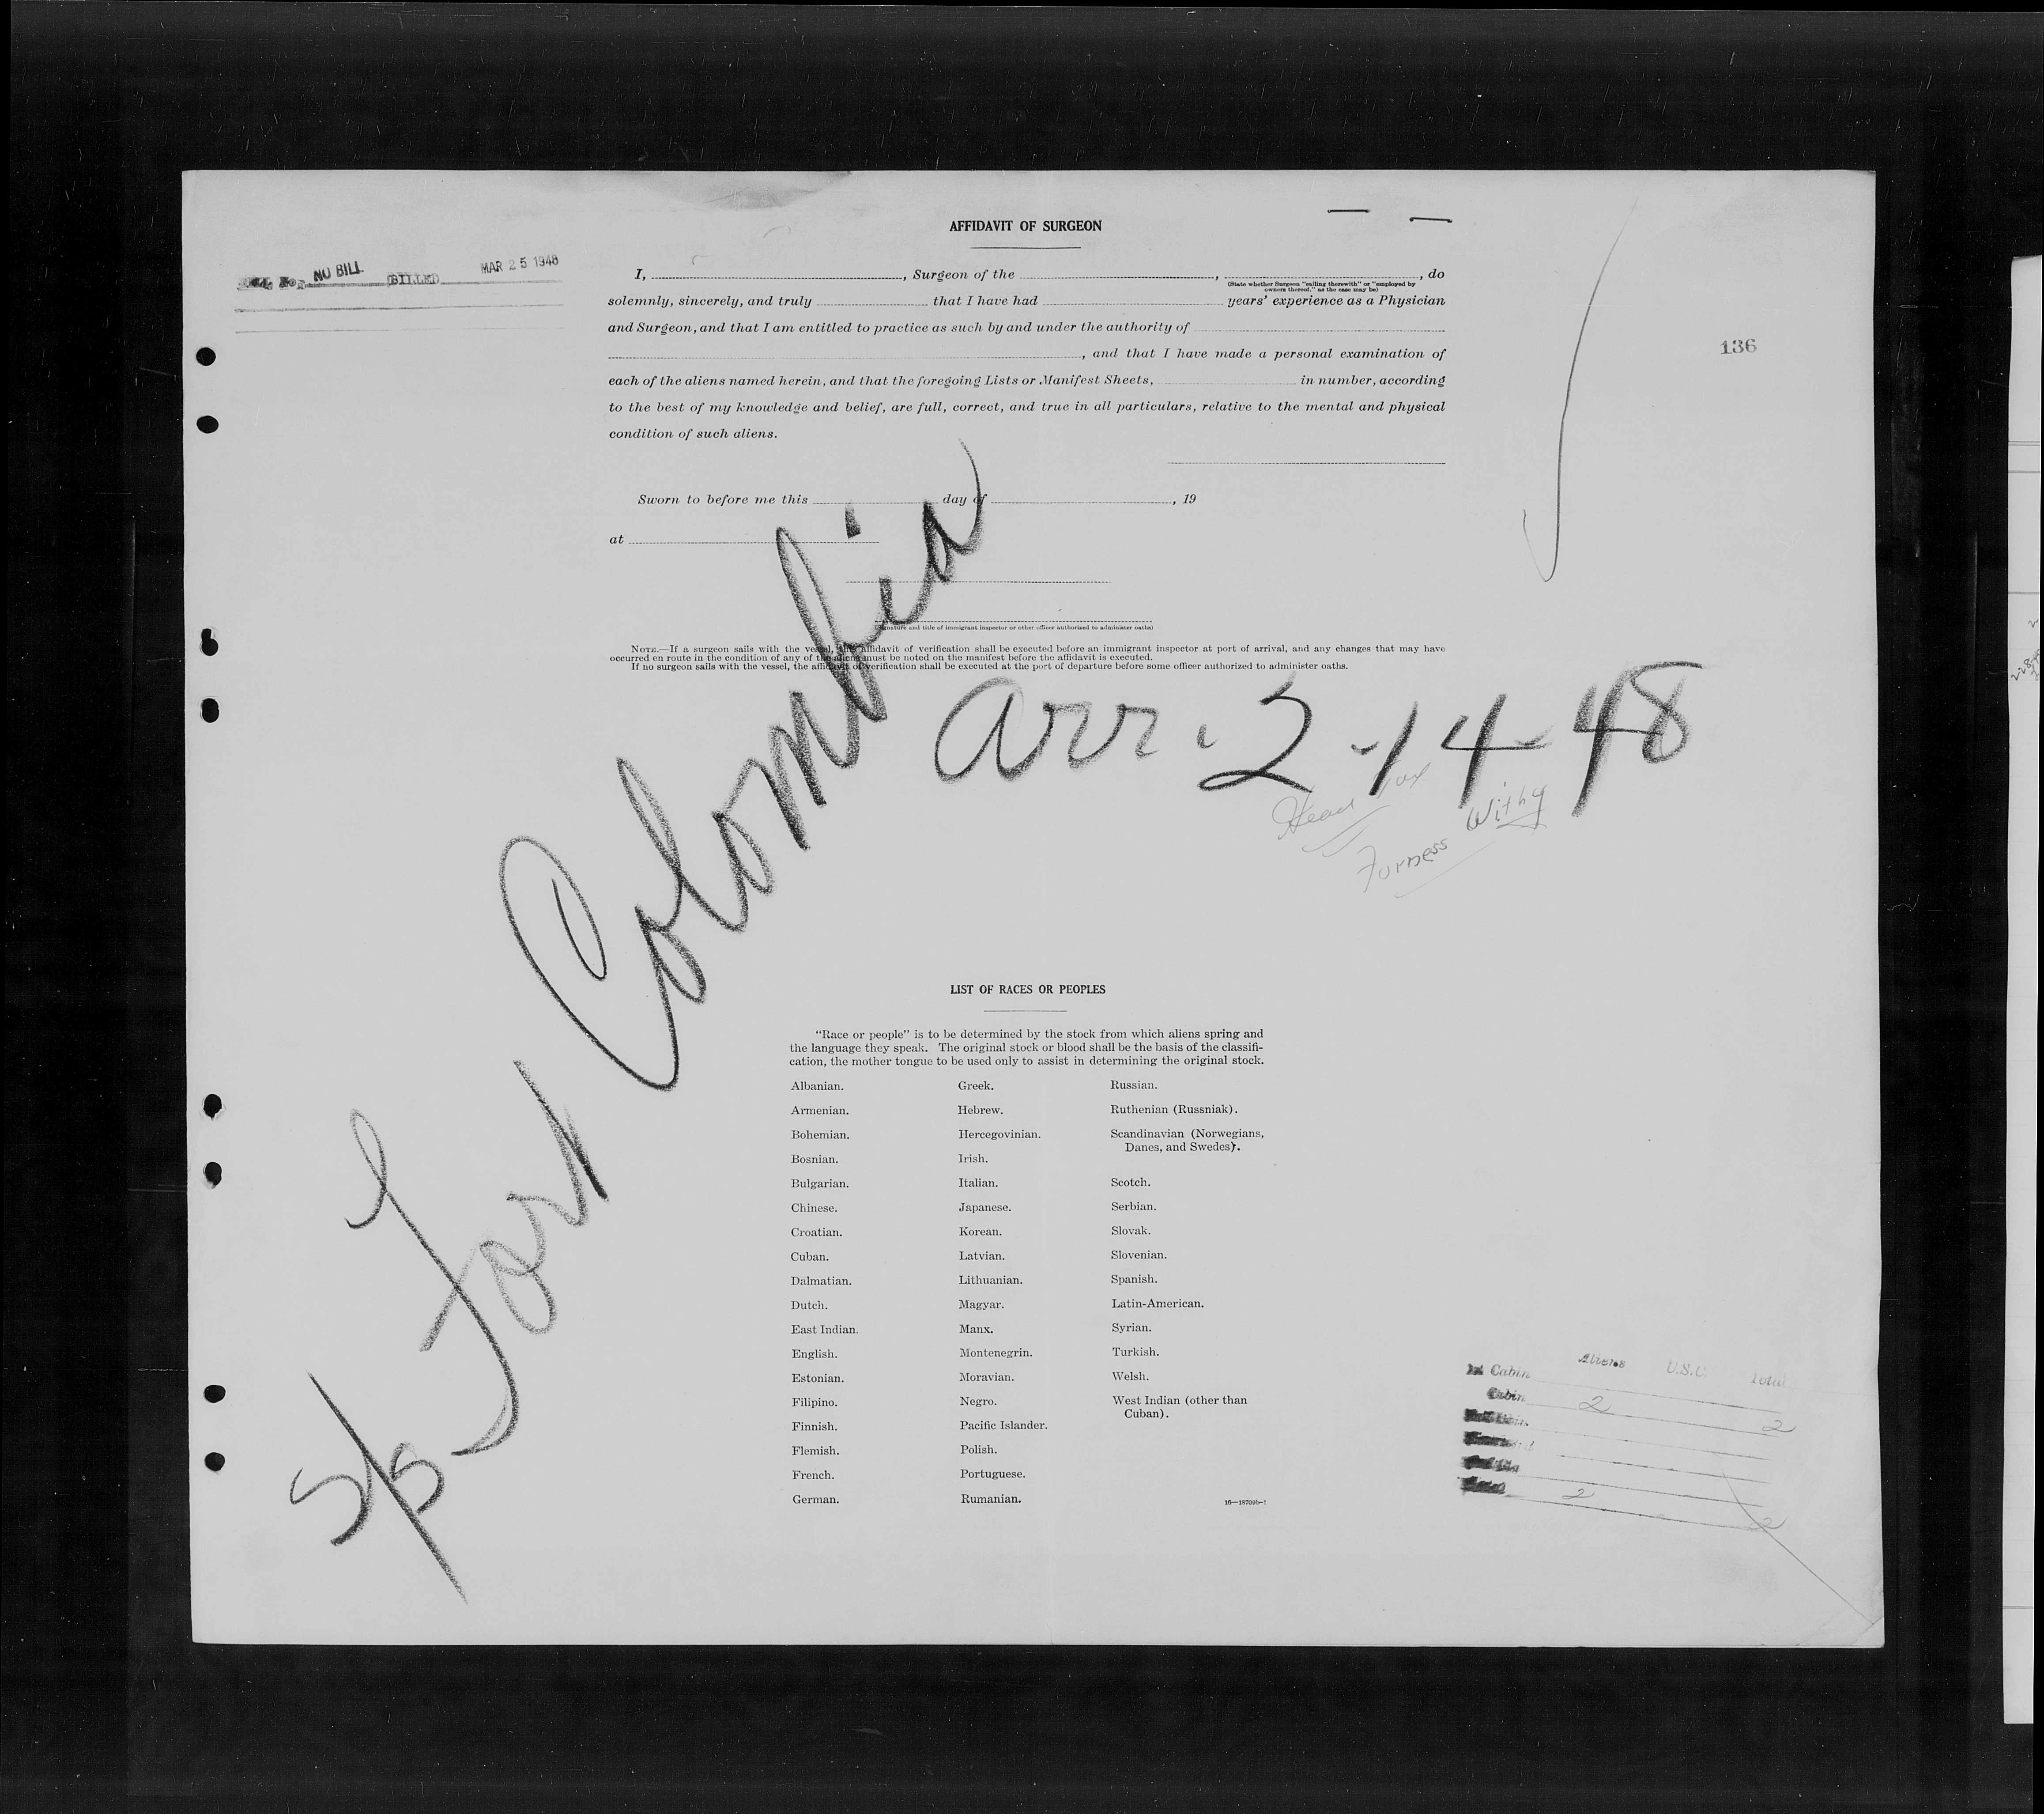 AFFIDAVIT OF SURGEON
NO BILL BILLED MAR 25 1948
I, , Surgeon of the , , do
(State whether Surgeon "sailing therewith" or "employed by
owners thereof," as the case may be)
solemnly, sincerely, and truly that I have had years' experience as a Physician
and Surgeon, and that I am entitled to practice as such by and under the authority of
, and that I have made a personal examination of
136
each of the aliens named herein, and that the foregoing Lists or Manifest Sheets, in number, according
to the best of my knowledge and belief, are full, correct, and true in all particulars, relative to the mental and physical
condition of such aliens.
Sworn to before me this day of , 19
at
and title of immigrant inspector or other officer authorized to administer oaths)
NOTE.—If a surgeon sails with the vessel, this affidavit of verification shall be executed before an immigrant inspector at port of arrival, and any changes that may have
occurred en route in the condition of any of the aliens must be noted on the manifest before the affidavit is executed.
If no surgeon sails with the vessel, the affidavit of verification shall be executed at the port of departure before some officer authorized to administer oaths.
S/S Fort Colombia
arr. 2-14-48
Head Tax
Furness Withy
LIST OF RACES OR PEOPLES
"Race or people" is to be determined by the stock from which aliens spring and
the language they speak. The original stock or blood shall be the basis of the classifi-
cation, the mother tongue to be used only to assist in determining the original stock.
Albanian.
Armenian.
Bohemian.
Bosnian.
Bulgarian.
Chinese.
Croatian.
Cuban.
Dalmatian.
Dutch.
East Indian.
English.
Estonian.
Filipino.
Finnish.
Flemish.
French.
German.
Greek.
Hebrew.
Hercegovinian.
Irish.
Italian.
Japanese.
Korean.
Latvian.
Lithuanian.
Magyar.
Manx.
Montenegrin.
Moravian.
Negro.
Pacific Islander.
Polish.
Portuguese.
Rumanian.
Russian.
Ruthenian (Russniak).
Scandinavian (Norwegians,
Danes, and Swedes).
Scotch.
Serbian.
Slovak.
Slovenian.
Spanish.
Latin-American.
Syrian.
Turkish.
Welsh.
West Indian (other than
Cuban).
Aliens U.S.C. Total
Cabin
Cabin 2 2
2 2